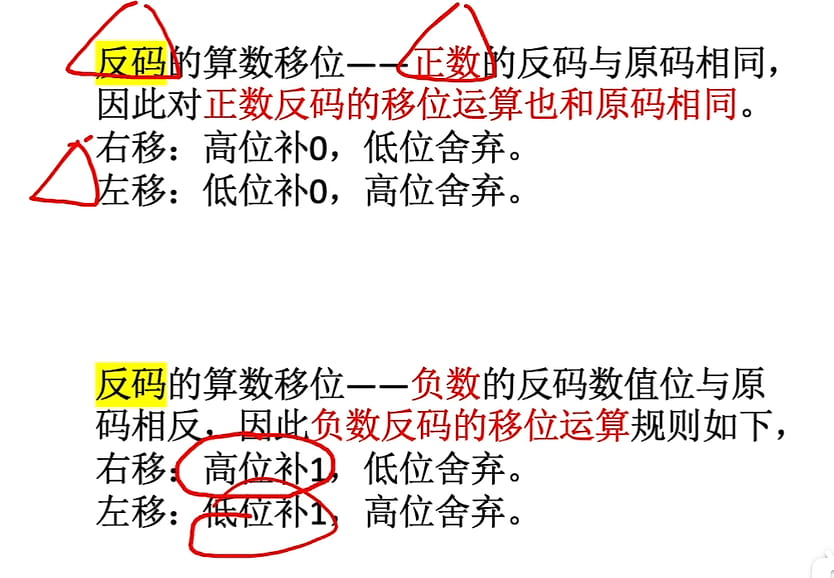 反码的算数移位——正数的反码与原码相同，
因此对正数反码的移位运算也和原码相同。
右移：高位补0，低位舍弃。
左移：低位补0，高位舍弃。
反码的算数移位——负数的反码数值位与原
码相反，因此负数反码的移位运算规则如下，
右移：高位补1，低位舍弃。
左移：低位补1，高位舍弃。